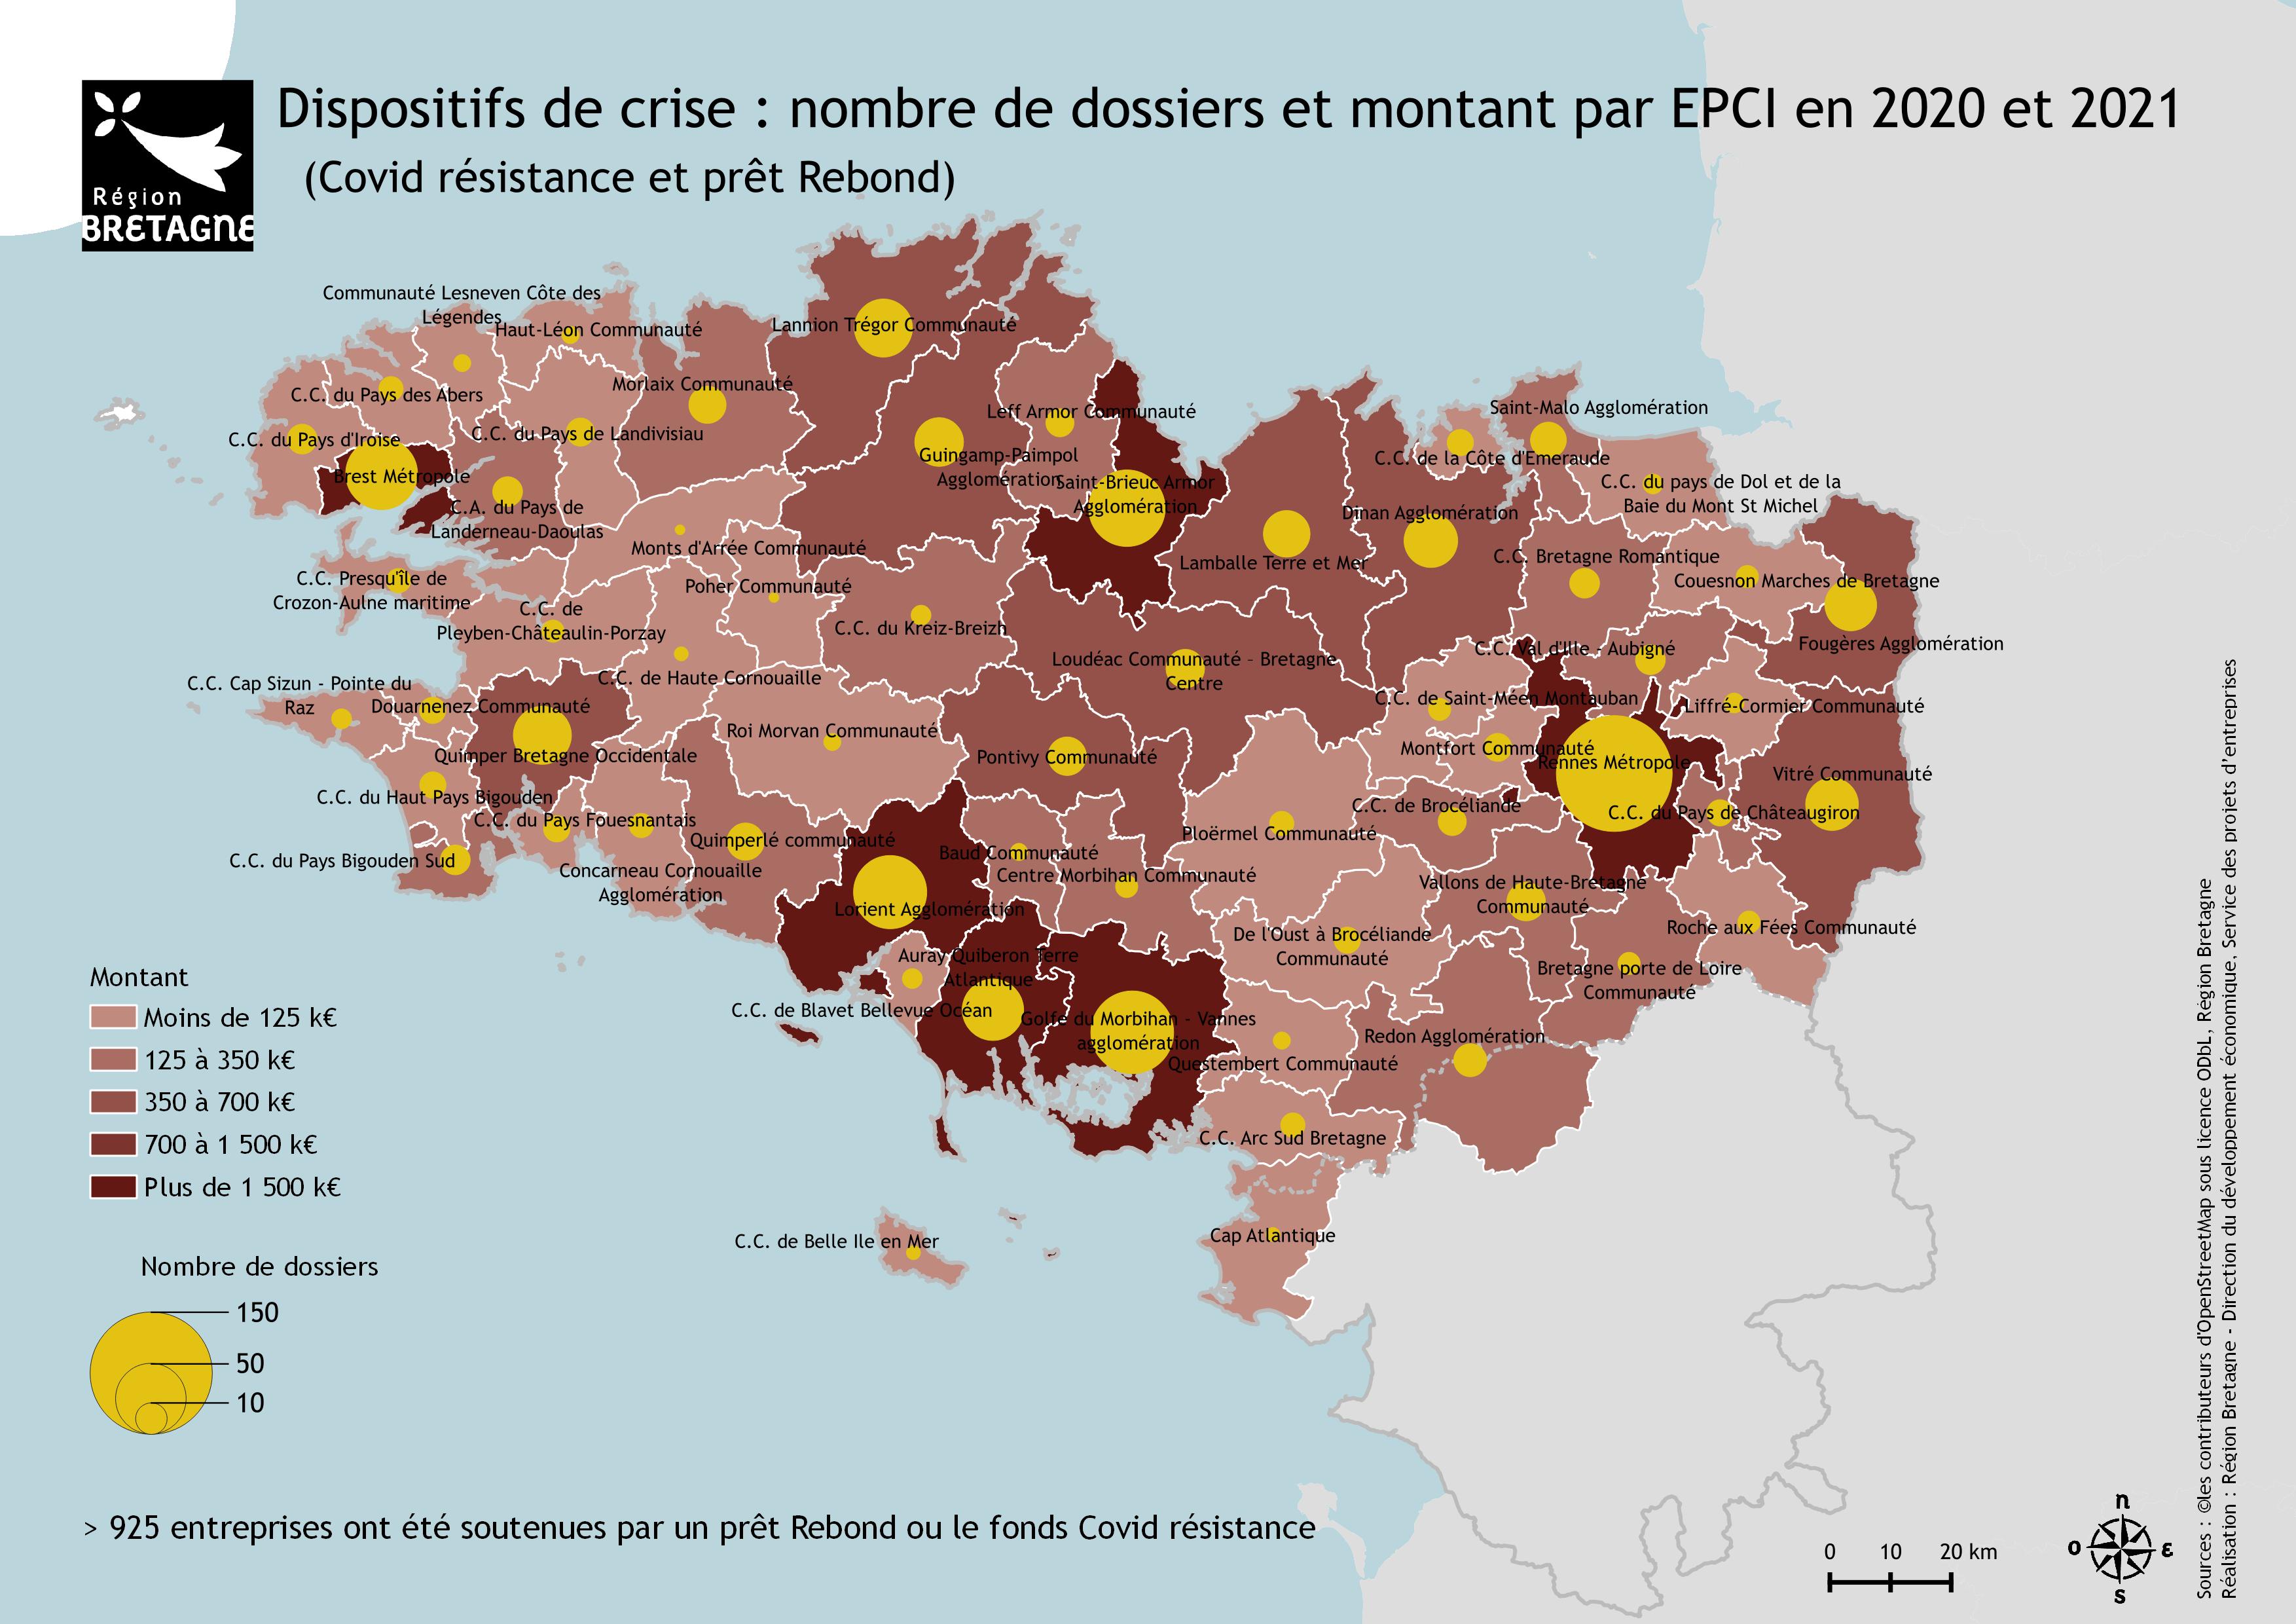 Dispositifs de crise : nombre de dossiers et montant par EPCI en 2020 et 2021
(Covid résistance et prêt Rebond)
Région
BRETAGNE
Communauté Lesneven Côte des
Légendes
Haut-Léon Communauté
Lannion Trégor Communauté
Morlaix Communauté
C.C. du Pays des Abers
Leff Armor Communauté
Saint-Malo Agglomération
C.C. du Pays d'Iroise
C.C. du Pays de Landivisiau
Guingamp-Paimpol
Agglomération
C.C. de la Côte d'Emeraude
Brest Métropole
Saint-Brieuc Armor
Agglomération
C.C. du pays de Dol et de la
Baie du Mont St Michel
C.A. du Pays de
Landerneau-Daoulas
Dinan Agglomération
Monts d'Arrée Communauté
Lamballe Terre et Mer
C.C. Bretagne Romantique
C.C. Presqu'île de
Crozon-Aulne maritime
Poher Communauté
Couesnon Marches de Bretagne
C.C. de
Pleyben-Châteaulin-Porzay
C.C. du Kreiz-Breizh
Fougères Agglomération
C.C. Val d'Ille - Aubigné
Loudéac Communauté - Bretagne
Centre
C.C. de Haute Cornouaille
C.C. Cap Sizun - Pointe du
Raz
Douarnenez Communauté
C.C. de Saint-Méen Montauban
Liffré-Cormier Communauté
Roi Morvan Communauté
Quimper Bretagne Occidentale
Pontivy Communauté
Montfort Communauté
Rennes Métropole
Vitré Communauté
C.C. du Haut Pays Bigouden
C.C. du Pays Fouesnantais
C.C. de Brocéliande
C.C. du Pays de Châteaugiron
Quimperlé communauté
Ploërmel Communauté
Baud Communauté
C.C. du Pays Bigouden Sud
Concarneau Cornouaille
Agglomération
Centre Morbihan Communauté
Vallons de Haute-Bretagne
Communauté
Lorient Agglomération
Roche aux Fées Communauté
De l'Oust à Brocéliande
Communauté
Auray Quiberon Terre
Atlantique
Bretagne porte de Loire
Communauté
C.C. de Blavet Bellevue Océan
Golfe du Morbihan - Vannes
agglomération
Redon Agglomération
Questembert Communauté
C.C. Arc Sud Bretagne
Cap Atlantique
C.C. de Belle Ile en Mer
Montant
Moins de 125 k€
125 à 350 k€
350 à 700 k€
700 à 1 500 k€
Plus de 1 500 k€
Nombre de dossiers
150
50
10
> 925 entreprises ont été soutenues par un prêt Rebond ou le fonds Covid résistance
0 10 20 km
n
o ε
s
Sources : ©les contributeurs d'OpenStreetMap sous licence ODbL, Région Bretagne
Réalisation : Région Bretagne - Direction du développement économique, Service des projets d'entreprises